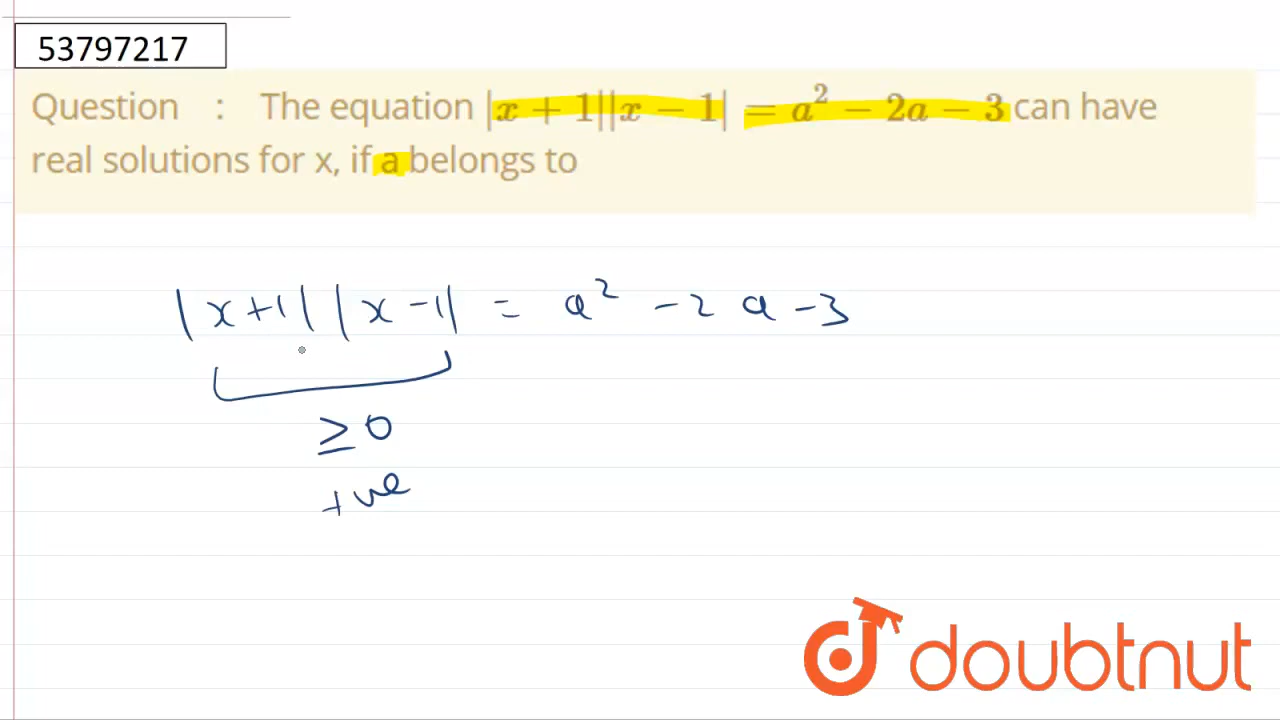 53797217
Question : The equation |x + 1||x − 1| = a² − 2a − 3 can have
real solutions for x, if a belongs to
|x+1| |x-1| = a² - 2a - 3
≥ 0
+ve
doubtnut